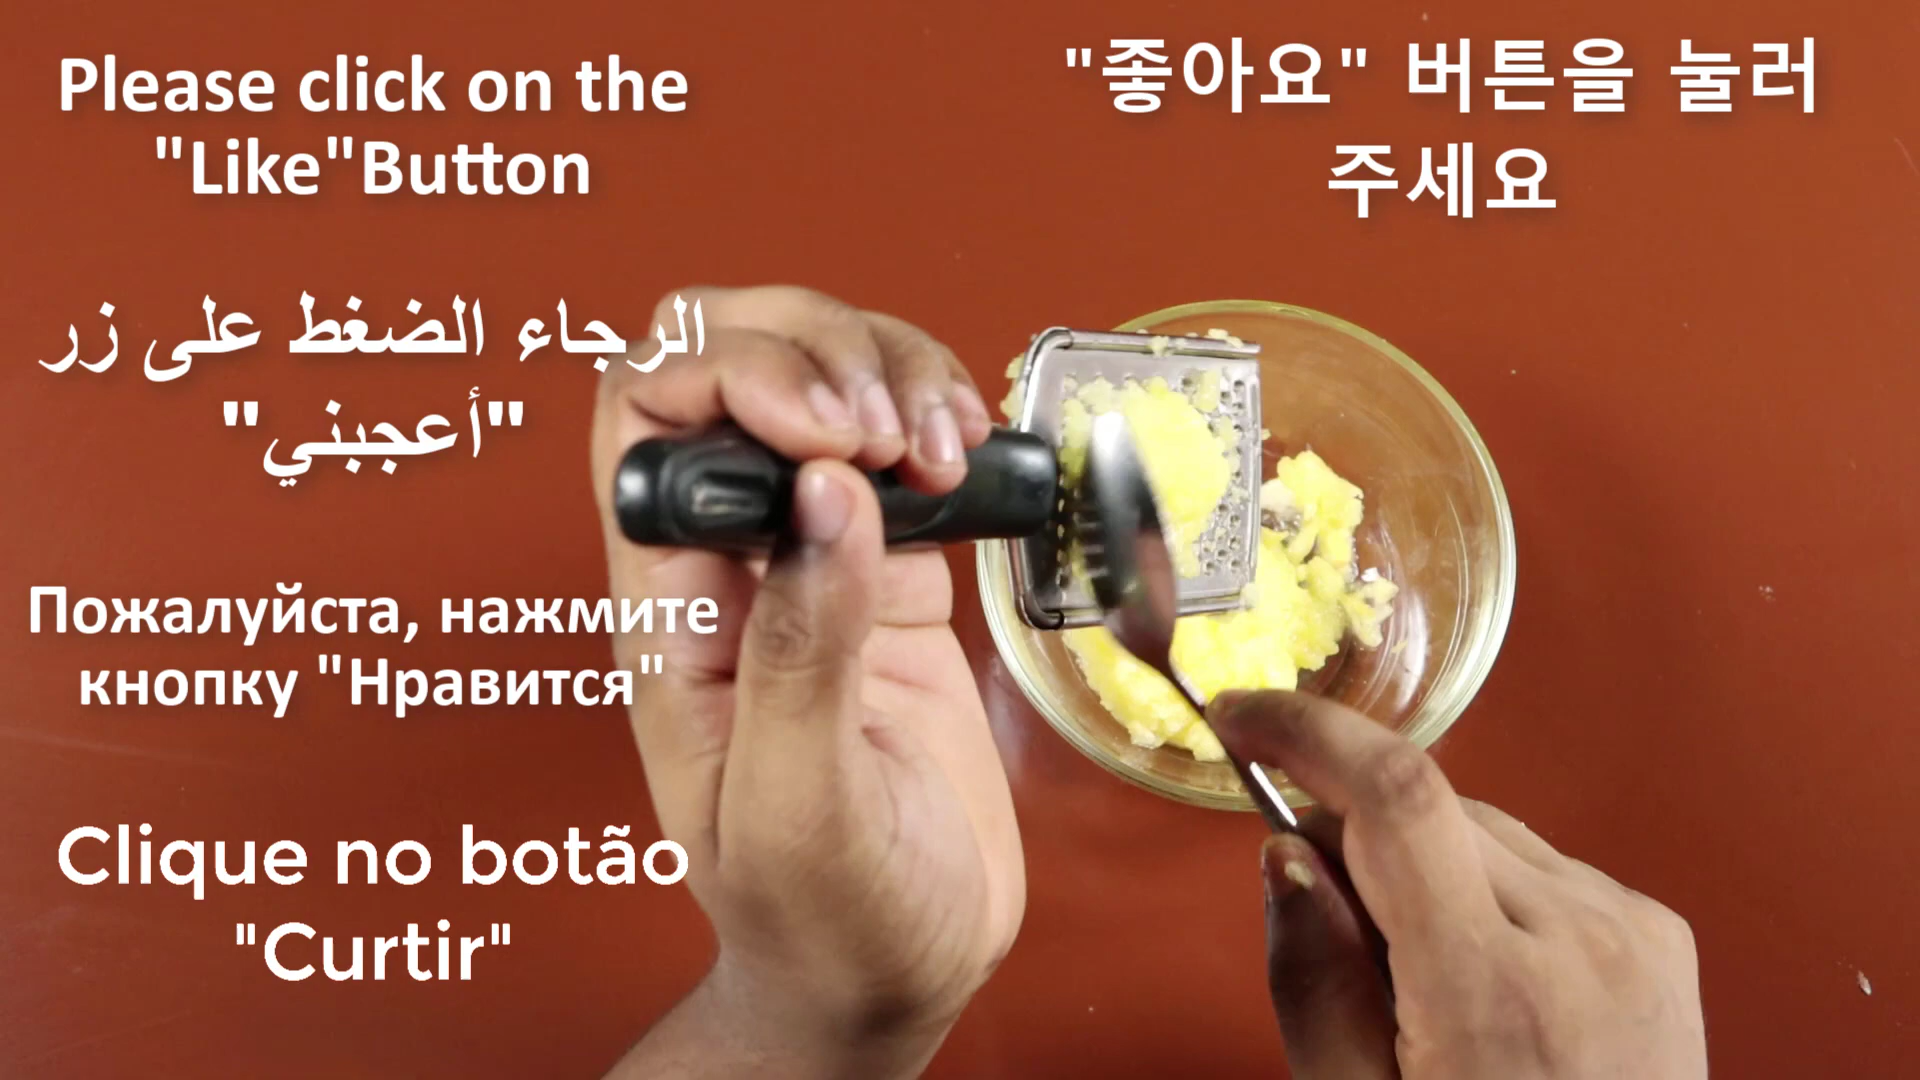 Please click on the
"Like"Button
"좋아요" 버튼을 눌러
주세요
الرجاء الضغط على زر
"أعجبني"
Пожалуйста, нажмите
кнопку "Нравится"
Clique no botão
"Curtir"